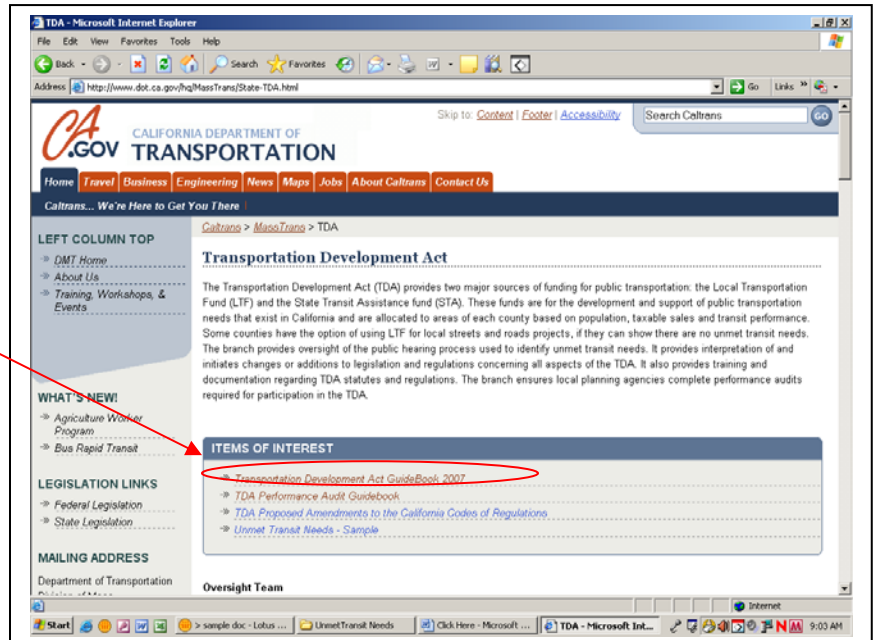 TDA - Microsoft Internet Explorer
File Edit View Favorites Tools Help
Back Search Favorites
Address http://www.dot.ca.gov/hq/MassTrans/State-TDA.html Go Links »
Skip to: Content | Footer | Accessibility
Search Caltrans GO
CA.GOV
CALIFORNIA DEPARTMENT OF
TRANSPORTATION
Home Travel Business Engineering News Maps Jobs About Caltrans Contact Us
Caltrans... We're Here to Get You There
LEFT COLUMN TOP
DMT Home
About Us
Training, Workshops, &
Events
WHAT'S NEW!
Agriculture Worker
Program
Bus Rapid Transit
LEGISLATION LINKS
Federal Legislation
State Legislation
MAILING ADDRESS
Department of Transportation
Caltrans > MassTrans > TDA
Transportation Development Act
The Transportation Development Act (TDA) provides two major sources of funding for public transportation: the Local Transportation
Fund (LTF) and the State Transit Assistance fund (STA). These funds are for the development and support of public transportation
needs that exist in California and are allocated to areas of each county based on population, taxable sales and transit performance.
Some counties have the option of using LTF for local streets and roads projects, if they can show there are no unmet transit needs.
The branch provides oversight of the public hearing process used to identify unmet transit needs. It provides interpretation of and
initiates changes or additions to legislation and regulations concerning all aspects of the TDA. It also provides training and
documentation regarding TDA statutes and regulations. The branch ensures local planning agencies complete performance audits
required for participation in the TDA.
ITEMS OF INTEREST
Transportation Development Act GuideBook 2007
TDA Performance Audit Guidebook
TDA Proposed Amendments to the California Codes of Regulations
Unmet Transit Needs - Sample
Oversight Team
Internet
Start > sample doc - Lotus ... UnmetTransit Needs Click Here - Microsoft ... TDA - Microsoft Int... 9:03 AM